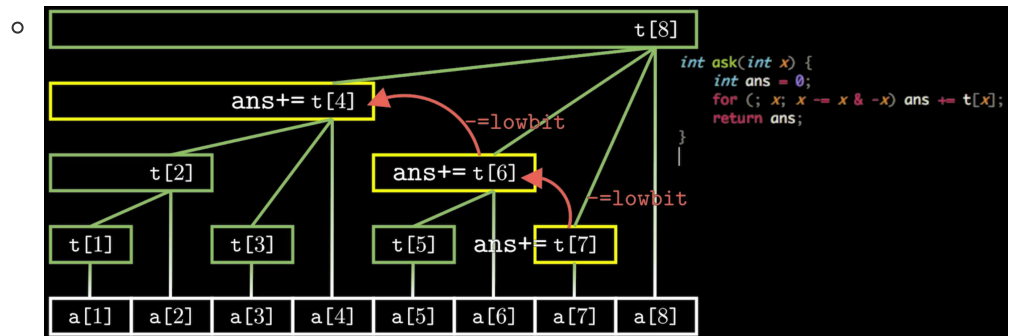 t[8]
int ask(int x) {
int ans = 0;
for (; x; x -= x & -x) ans += t[x];
return ans;
}
ans+= t[4]
-=lowbit
t[2]
ans+= t[6]
-=lowbit
t[1] t[3] t[5] ans+= t[7]
a[1] a[2] a[3] a[4] a[5] a[6] a[7] a[8]